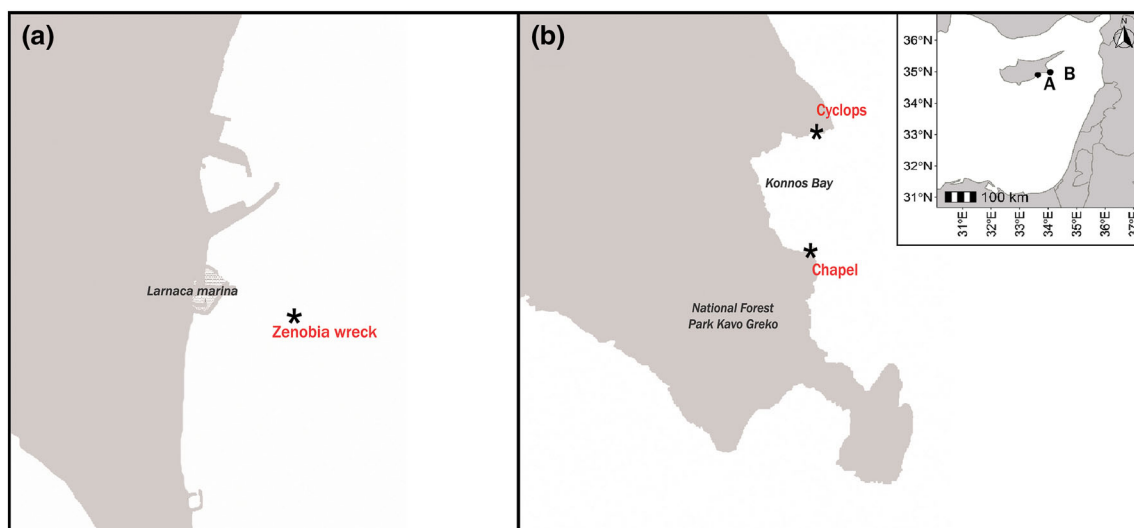 (a)
Larnaca marina
Zenobia wreck
(b)
Cyclops
Konnos Bay
Chapel
National Forest
Park Kavo Greko
N
36°N
35°N
34°N
33°N
32°N
31°N
B
A
100 km
31°E
32°E
33°E
34°E
35°E
36°E
37°E